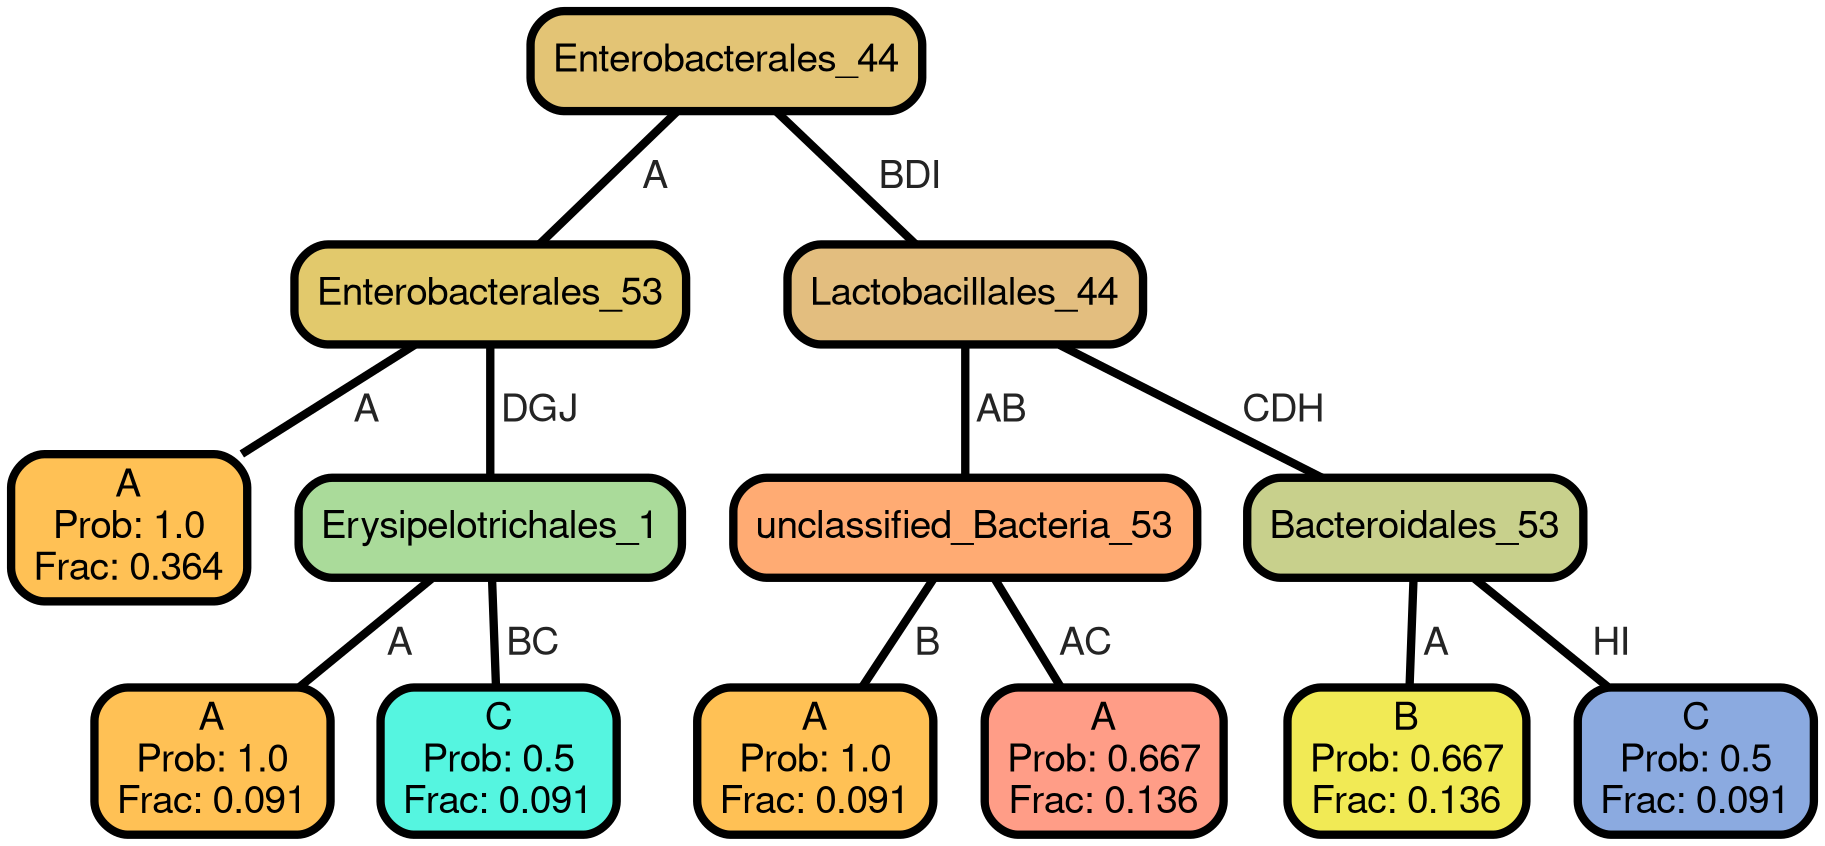 Enterobacterales_44
A
BDI
Enterobacterales_53
Lactobacillales_44
A
DGJ
AB
CDH
A
Prob: 1.0
Frac: 0.364
Erysipelotrichales_1
unclassified_Bacteria_53
Bacteroidales_53
A
BC
B
AC
A
HI
A
Prob: 1.0
Frac: 0.091
C
Prob: 0.5
Frac: 0.091
A
Prob: 1.0
Frac: 0.091
A
Prob: 0.667
Frac: 0.136
B
Prob: 0.667
Frac: 0.136
C
Prob: 0.5
Frac: 0.091